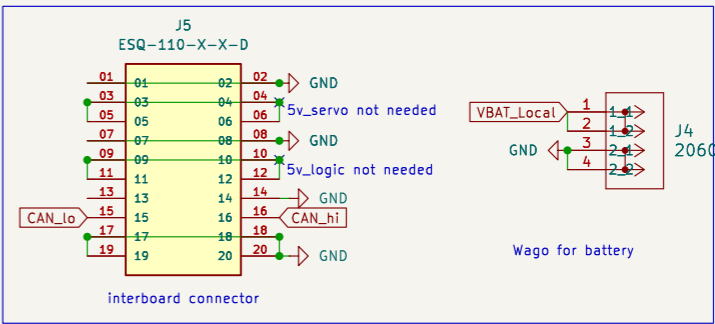 J5
ESQ-110-X-X-D
01 01 02 02 GND
03 03 04 04
5v_servo not needed
05 05 06 06
07 07 08 08 GND
09 09 10 10
5v_logic not needed
11 11 12 12
13 13 14 14 GND
CAN_lo 15 15 16 16 CAN_hi
17 17 18 18
19 19 20 20 GND
interboard connector
VBAT_Local 1 1_1
2 1_2
GND 3 2_1
4 2_2
J4
2060
Wago for battery